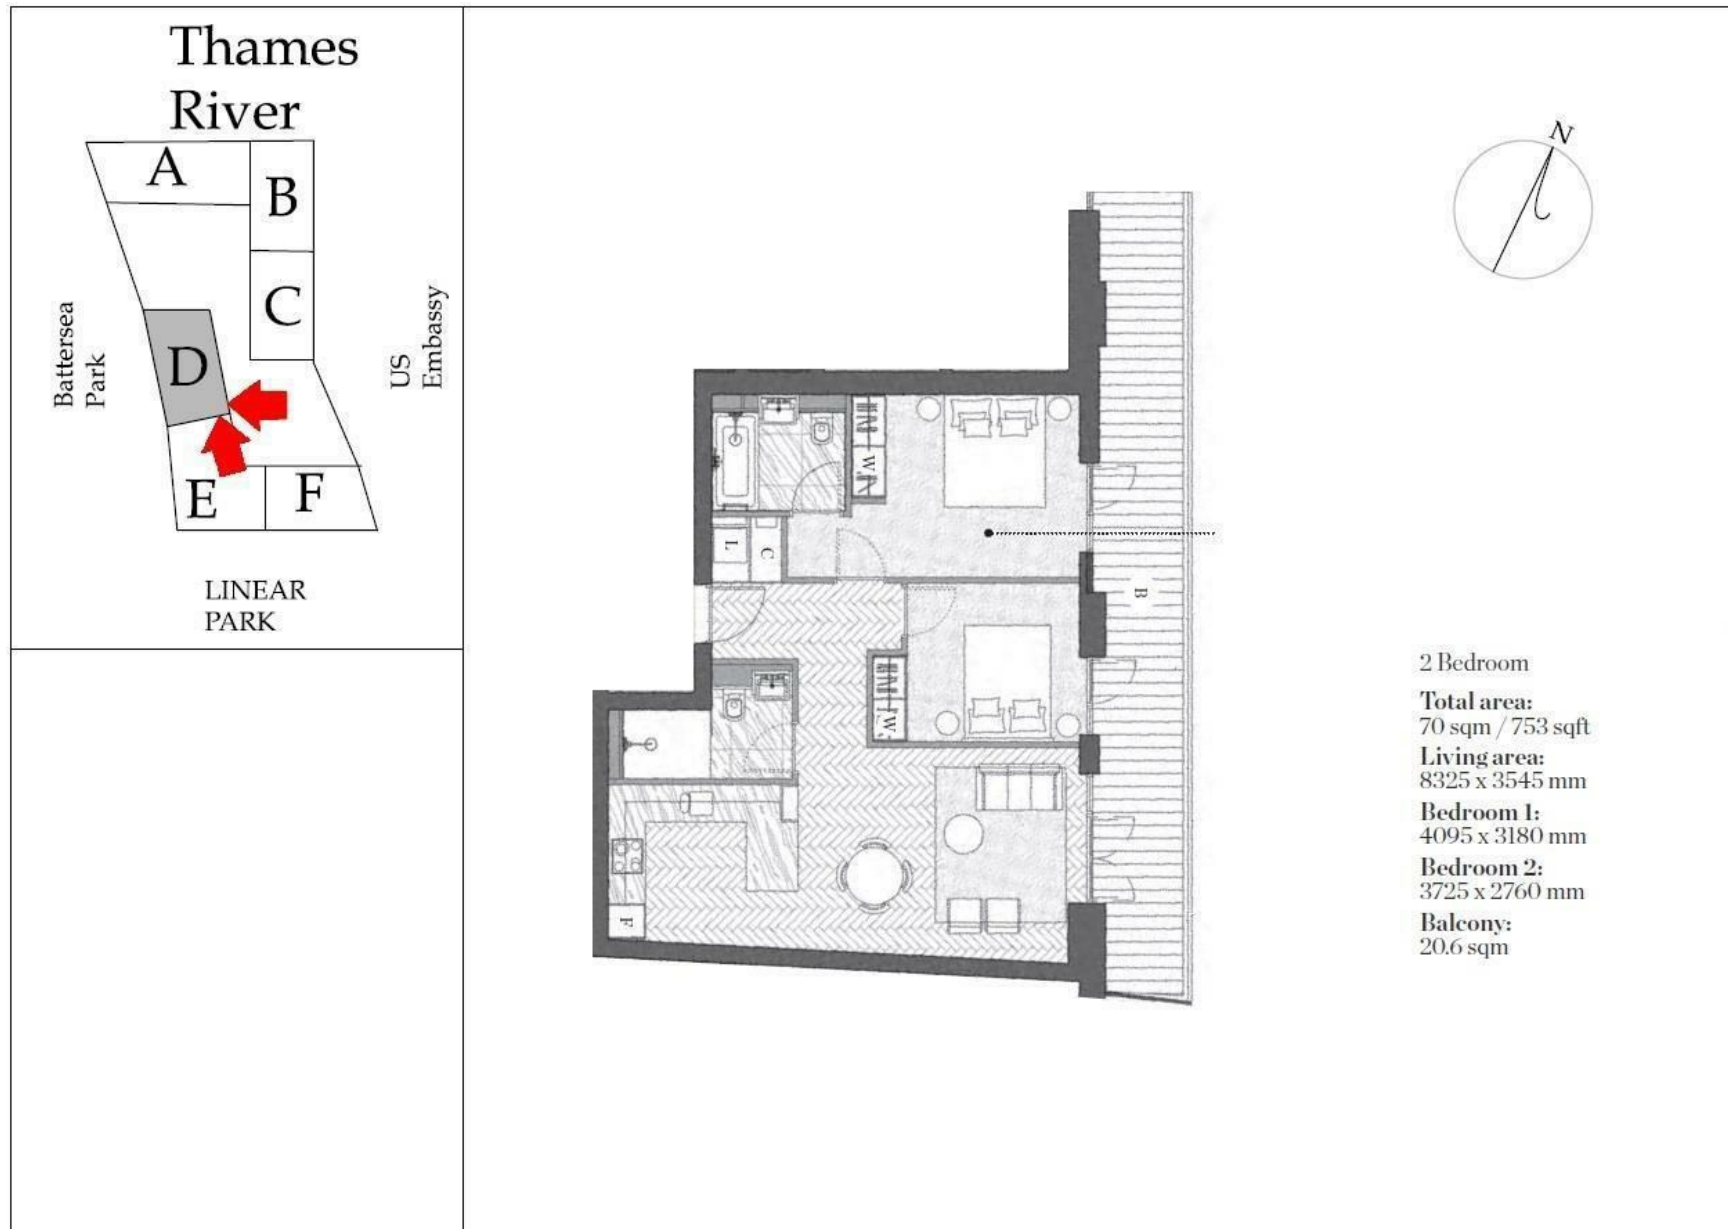 Thames
River
A
B
C
D
E
F
Battersea
Park
US
Embassy
LINEAR
PARK
N
W
L
C
B
W
F
2 Bedroom
Total area:
70 sqm / 753 sqft
Living area:
8325 x 3545 mm
Bedroom 1:
4095 x 3180 mm
Bedroom 2:
3725 x 2760 mm
Balcony:
20.6 sqm